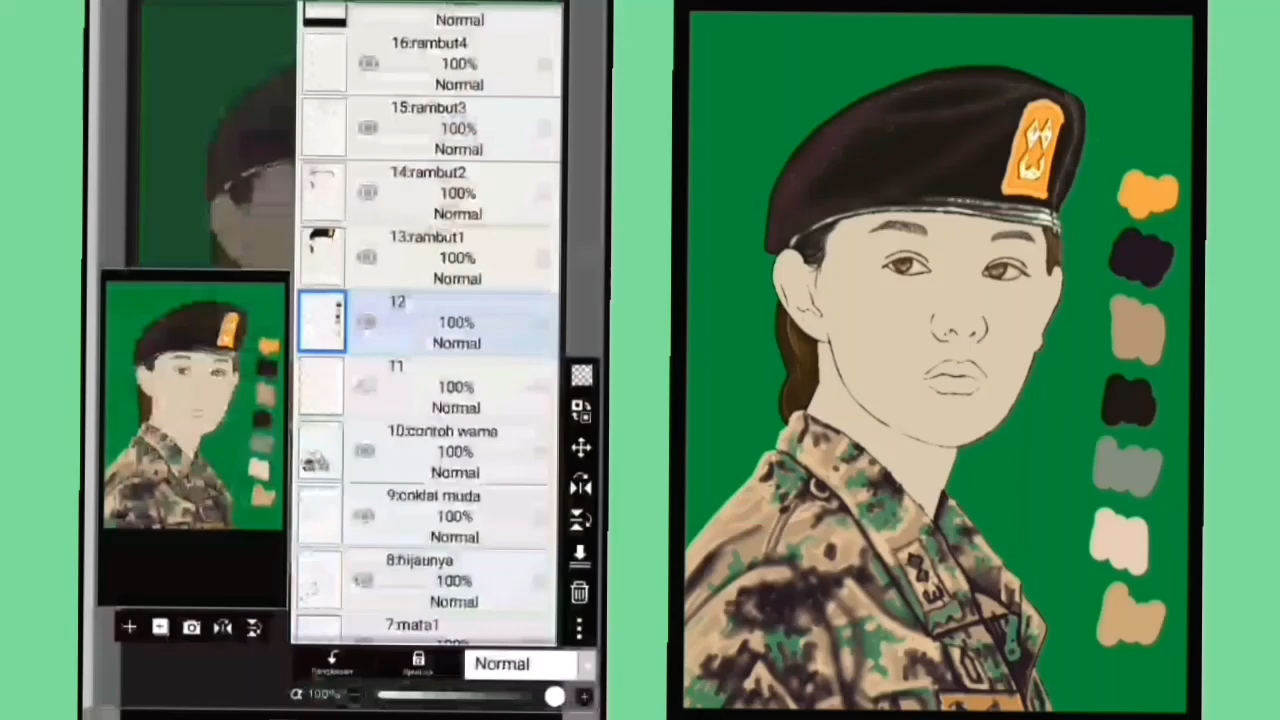 Normal
16:rambut4
100%
Normal
15:rambut3
100%
Normal
14:rambut2
100%
Normal
13:rambut1
100%
Normal
12
100%
Normal
11
100%
Normal
10:contoh warna
100%
Normal
9:coklat muda
100%
Normal
8:hijaunya
100%
Normal
7:mata1
100%
Normal
α 100%